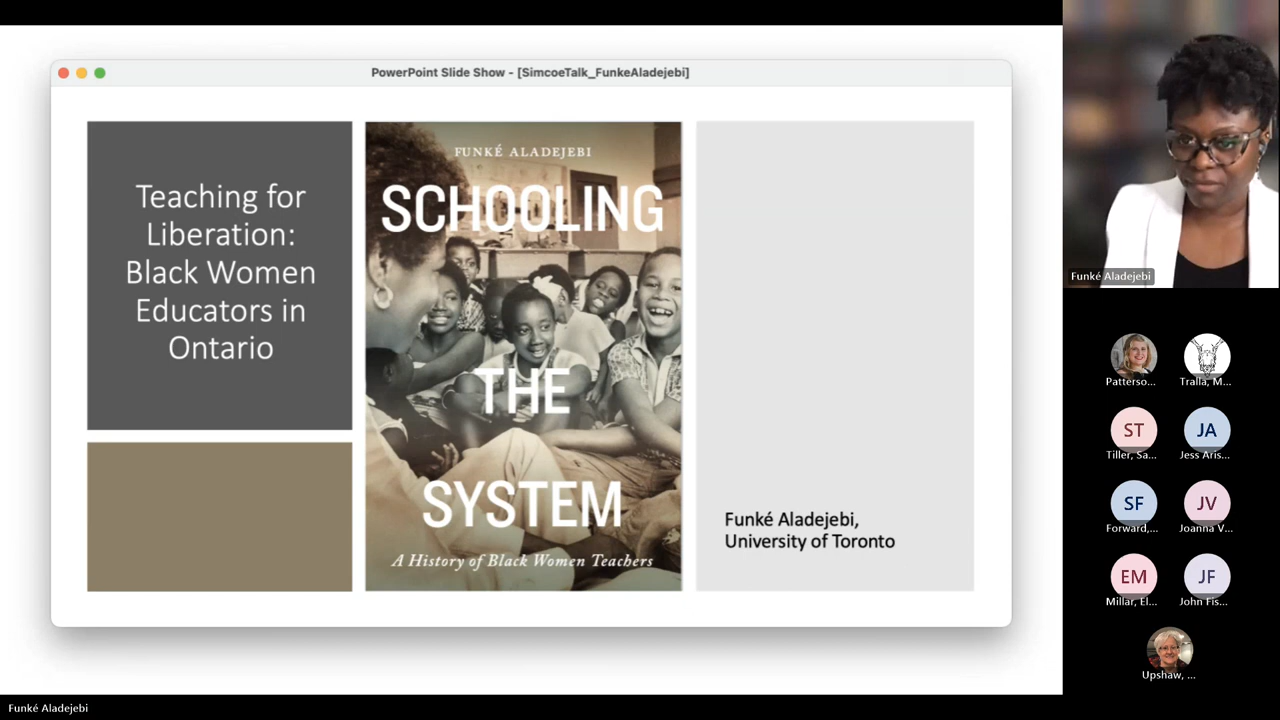 PowerPoint Slide Show - [SimcoeTalk_FunkeAladejebi]
Teaching for
Liberation:
Black Women
Educators in
Ontario
FUNKÉ ALADEJEBI
SCHOOLING
THE
SYSTEM
A History of Black Women Teachers
Funké Aladejebi,
University of Toronto
Funké Aladejebi
Patterso...
Tralla, M...
ST
Tiller, Sa...
JA
Jess Aris...
SF
Forward,...
JV
Joanna V...
EM
Millar, El...
JF
John Fis...
Upshaw, ...
Funké Aladejebi